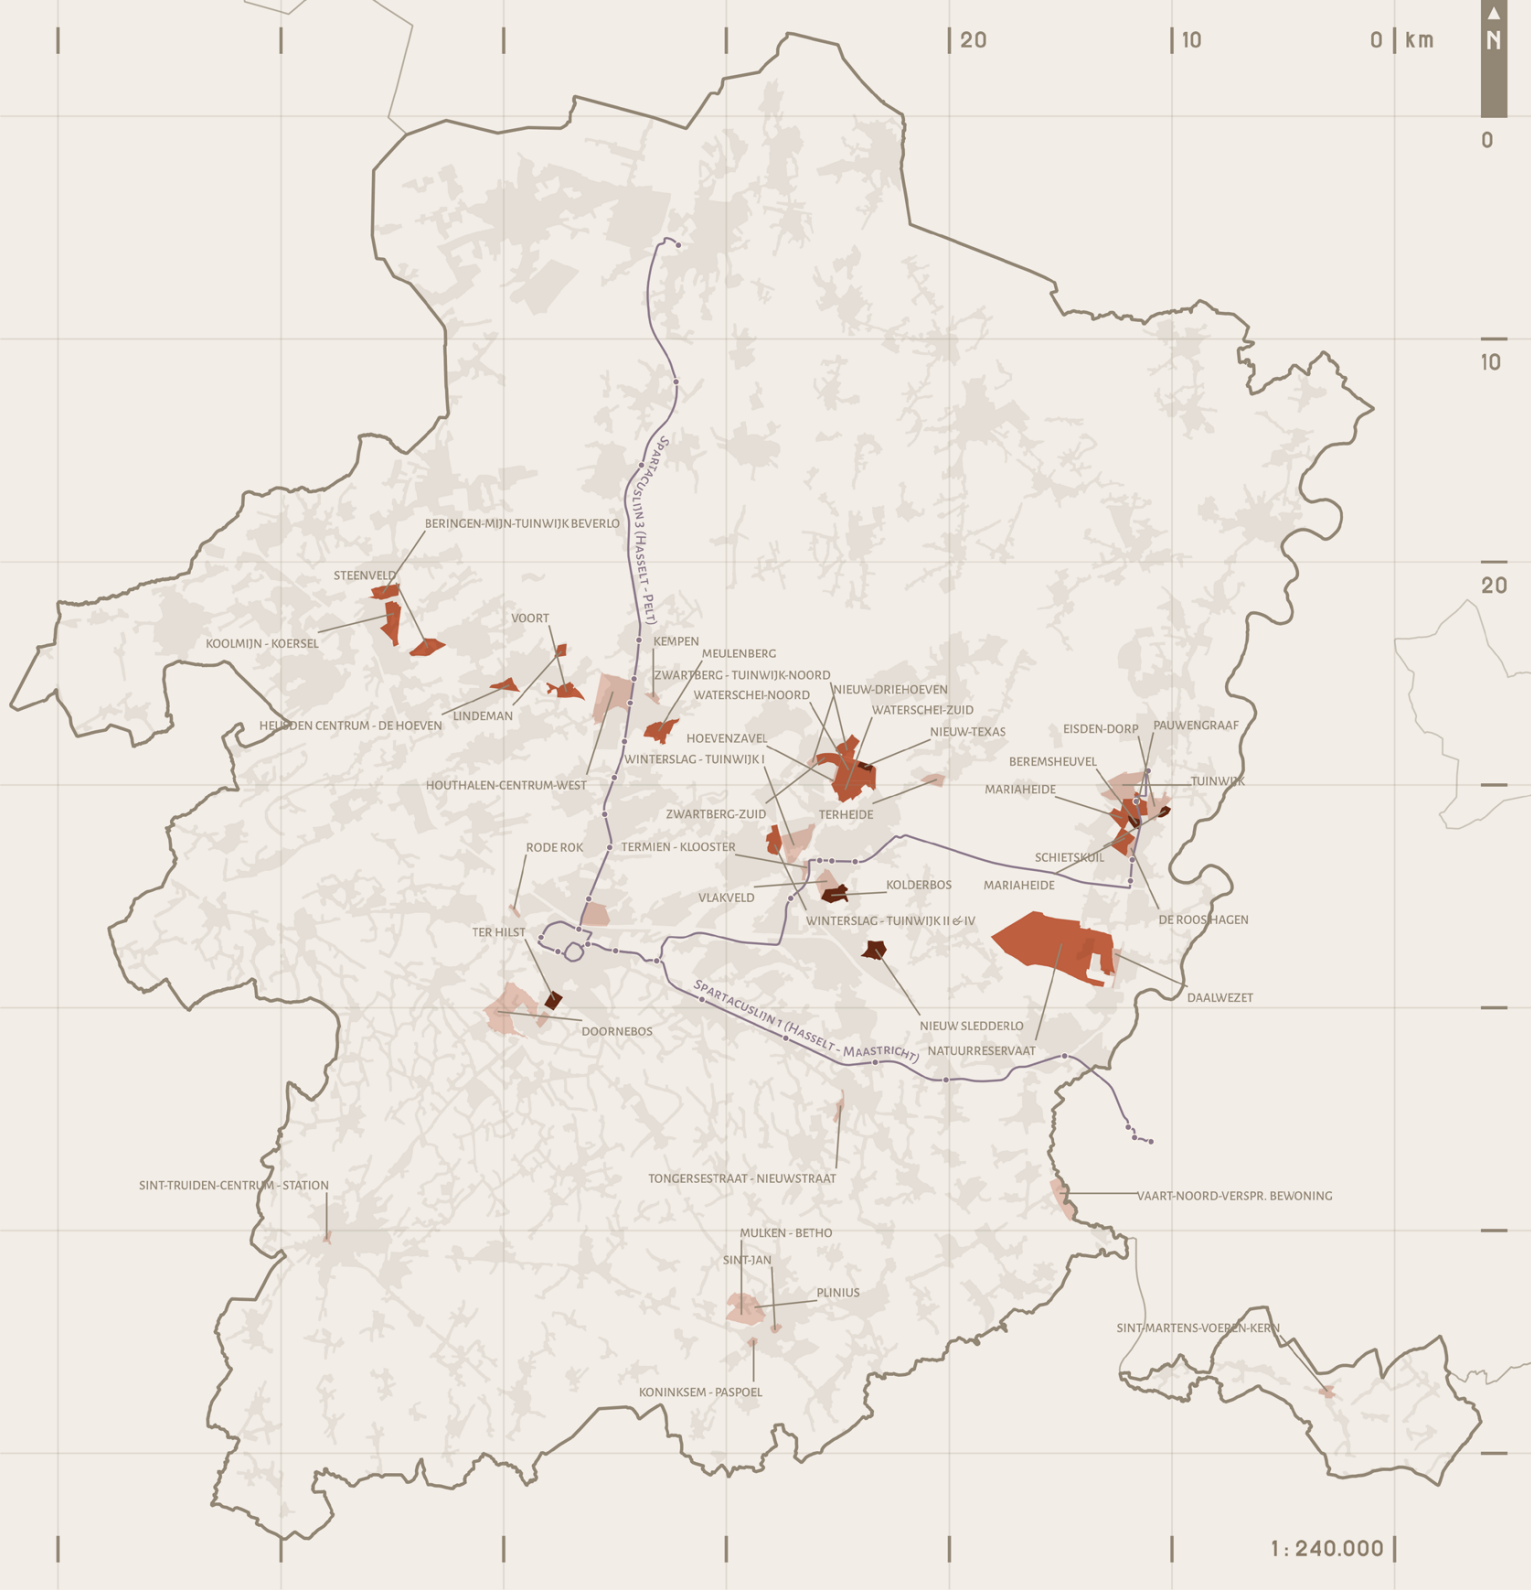 20
10
0 km
N
0
10
20
SPARTACUSLIJN 3 (HASSELT - PELT)
BERINGEN-MIJN-TUINWIJK BEVERLO
STEENVELD
VOORT
KOOLMIJN - KOERSEL
KEMPEN
MEULENBERG
ZWARTBERG - TUINWIJK-NOORD
NIEUW-DRIEHOEVEN
WATERSCHEI-NOORD
WATERSCHEI-ZUID
LINDEMAN
HEUSDEN CENTRUM - DE HOEVEN
NIEUW-TEXAS
EISDEN-DORP
PAUWENGRAAF
HOEVENZAVEL
WINTERSLAG - TUINWIJK I
BEREMSHEUVEL
TUINWIJK
HOUTHALEN-CENTRUM-WEST
MARIAHEIDE
ZWARTBERG-ZUID
TERHEIDE
RODE ROK
TERMIEN - KLOOSTER
SCHIETSKUIL
KOLDERBOS
MARIAHEIDE
VLAKVELD
WINTERSLAG - TUINWIJK II & IV
DE ROOS HAGEN
TER HILST
DAALWEZET
SPARTACUSLIJN 1 (HASSELT - MAASTRICHT)
DOORNEBOS
NIEUW SLEDDERLO
NATUURRESERVAAT
TONGERSESTRAAT - NIEUWSTRAAT
SINT-TRUIDEN-CENTRUM - STATION
VAART-NOORD-VERSPR. BEWONING
MULKEN - BETHO
SINT-JAN
PLINIUS
SINT-MARTENS-VOEREN-KERN
KONINKSEM - PASPOEL
1 : 240.000